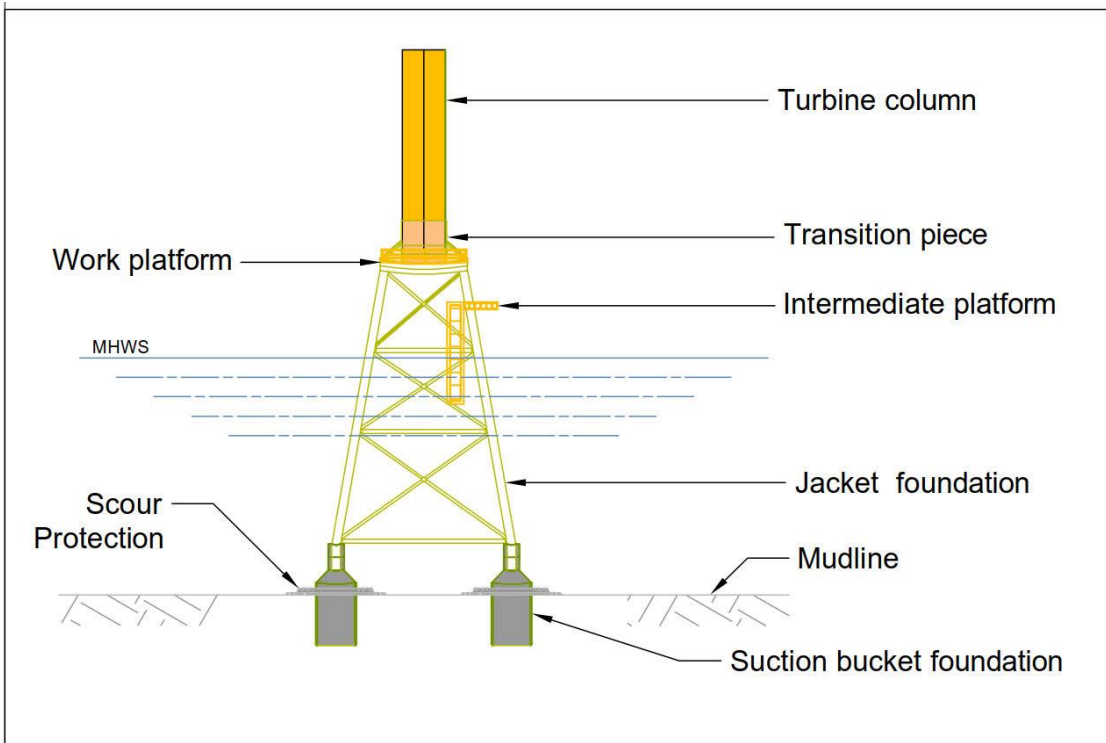 Turbine column
Transition piece
Work platform
Intermediate platform
MHWS
Jacket foundation
Scour
Protection
Mudline
Suction bucket foundation